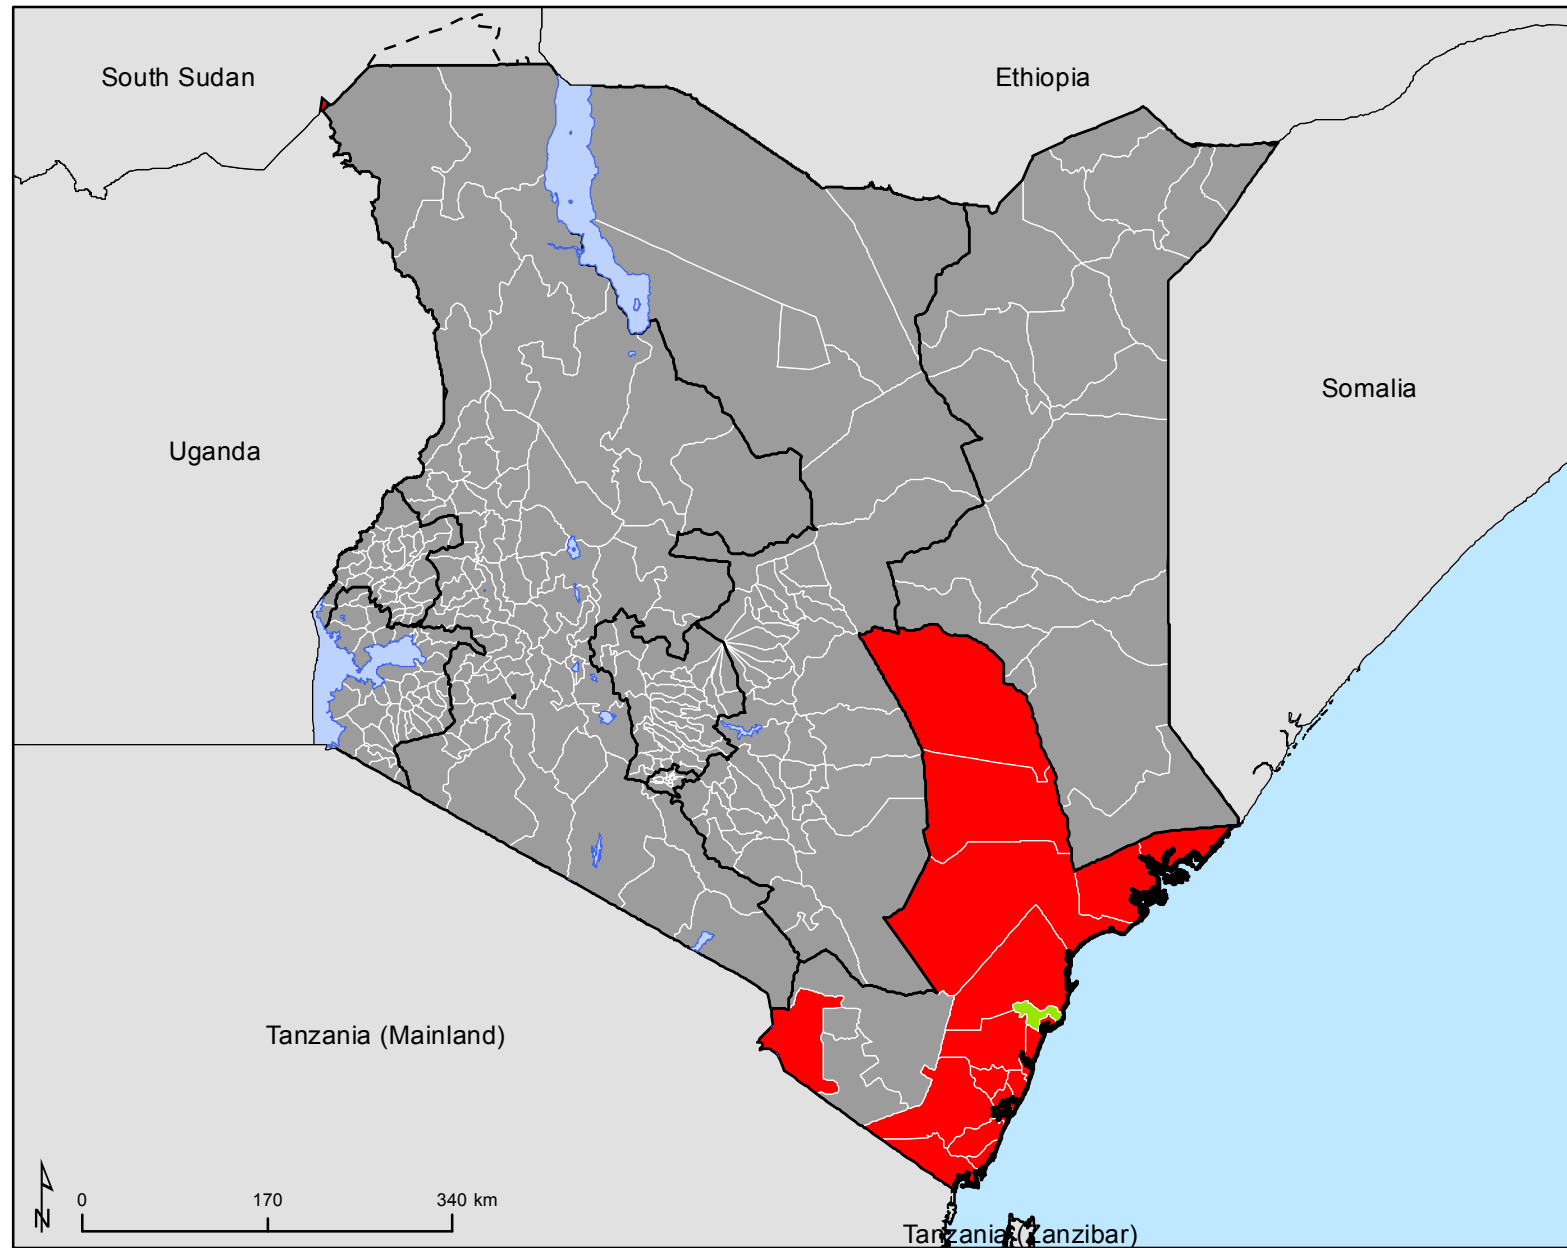 South Sudan
Ethiopia
Somalia
Uganda
Tanzania (Mainland)
N
0 170 340 km
Tanzania (Zanzibar)